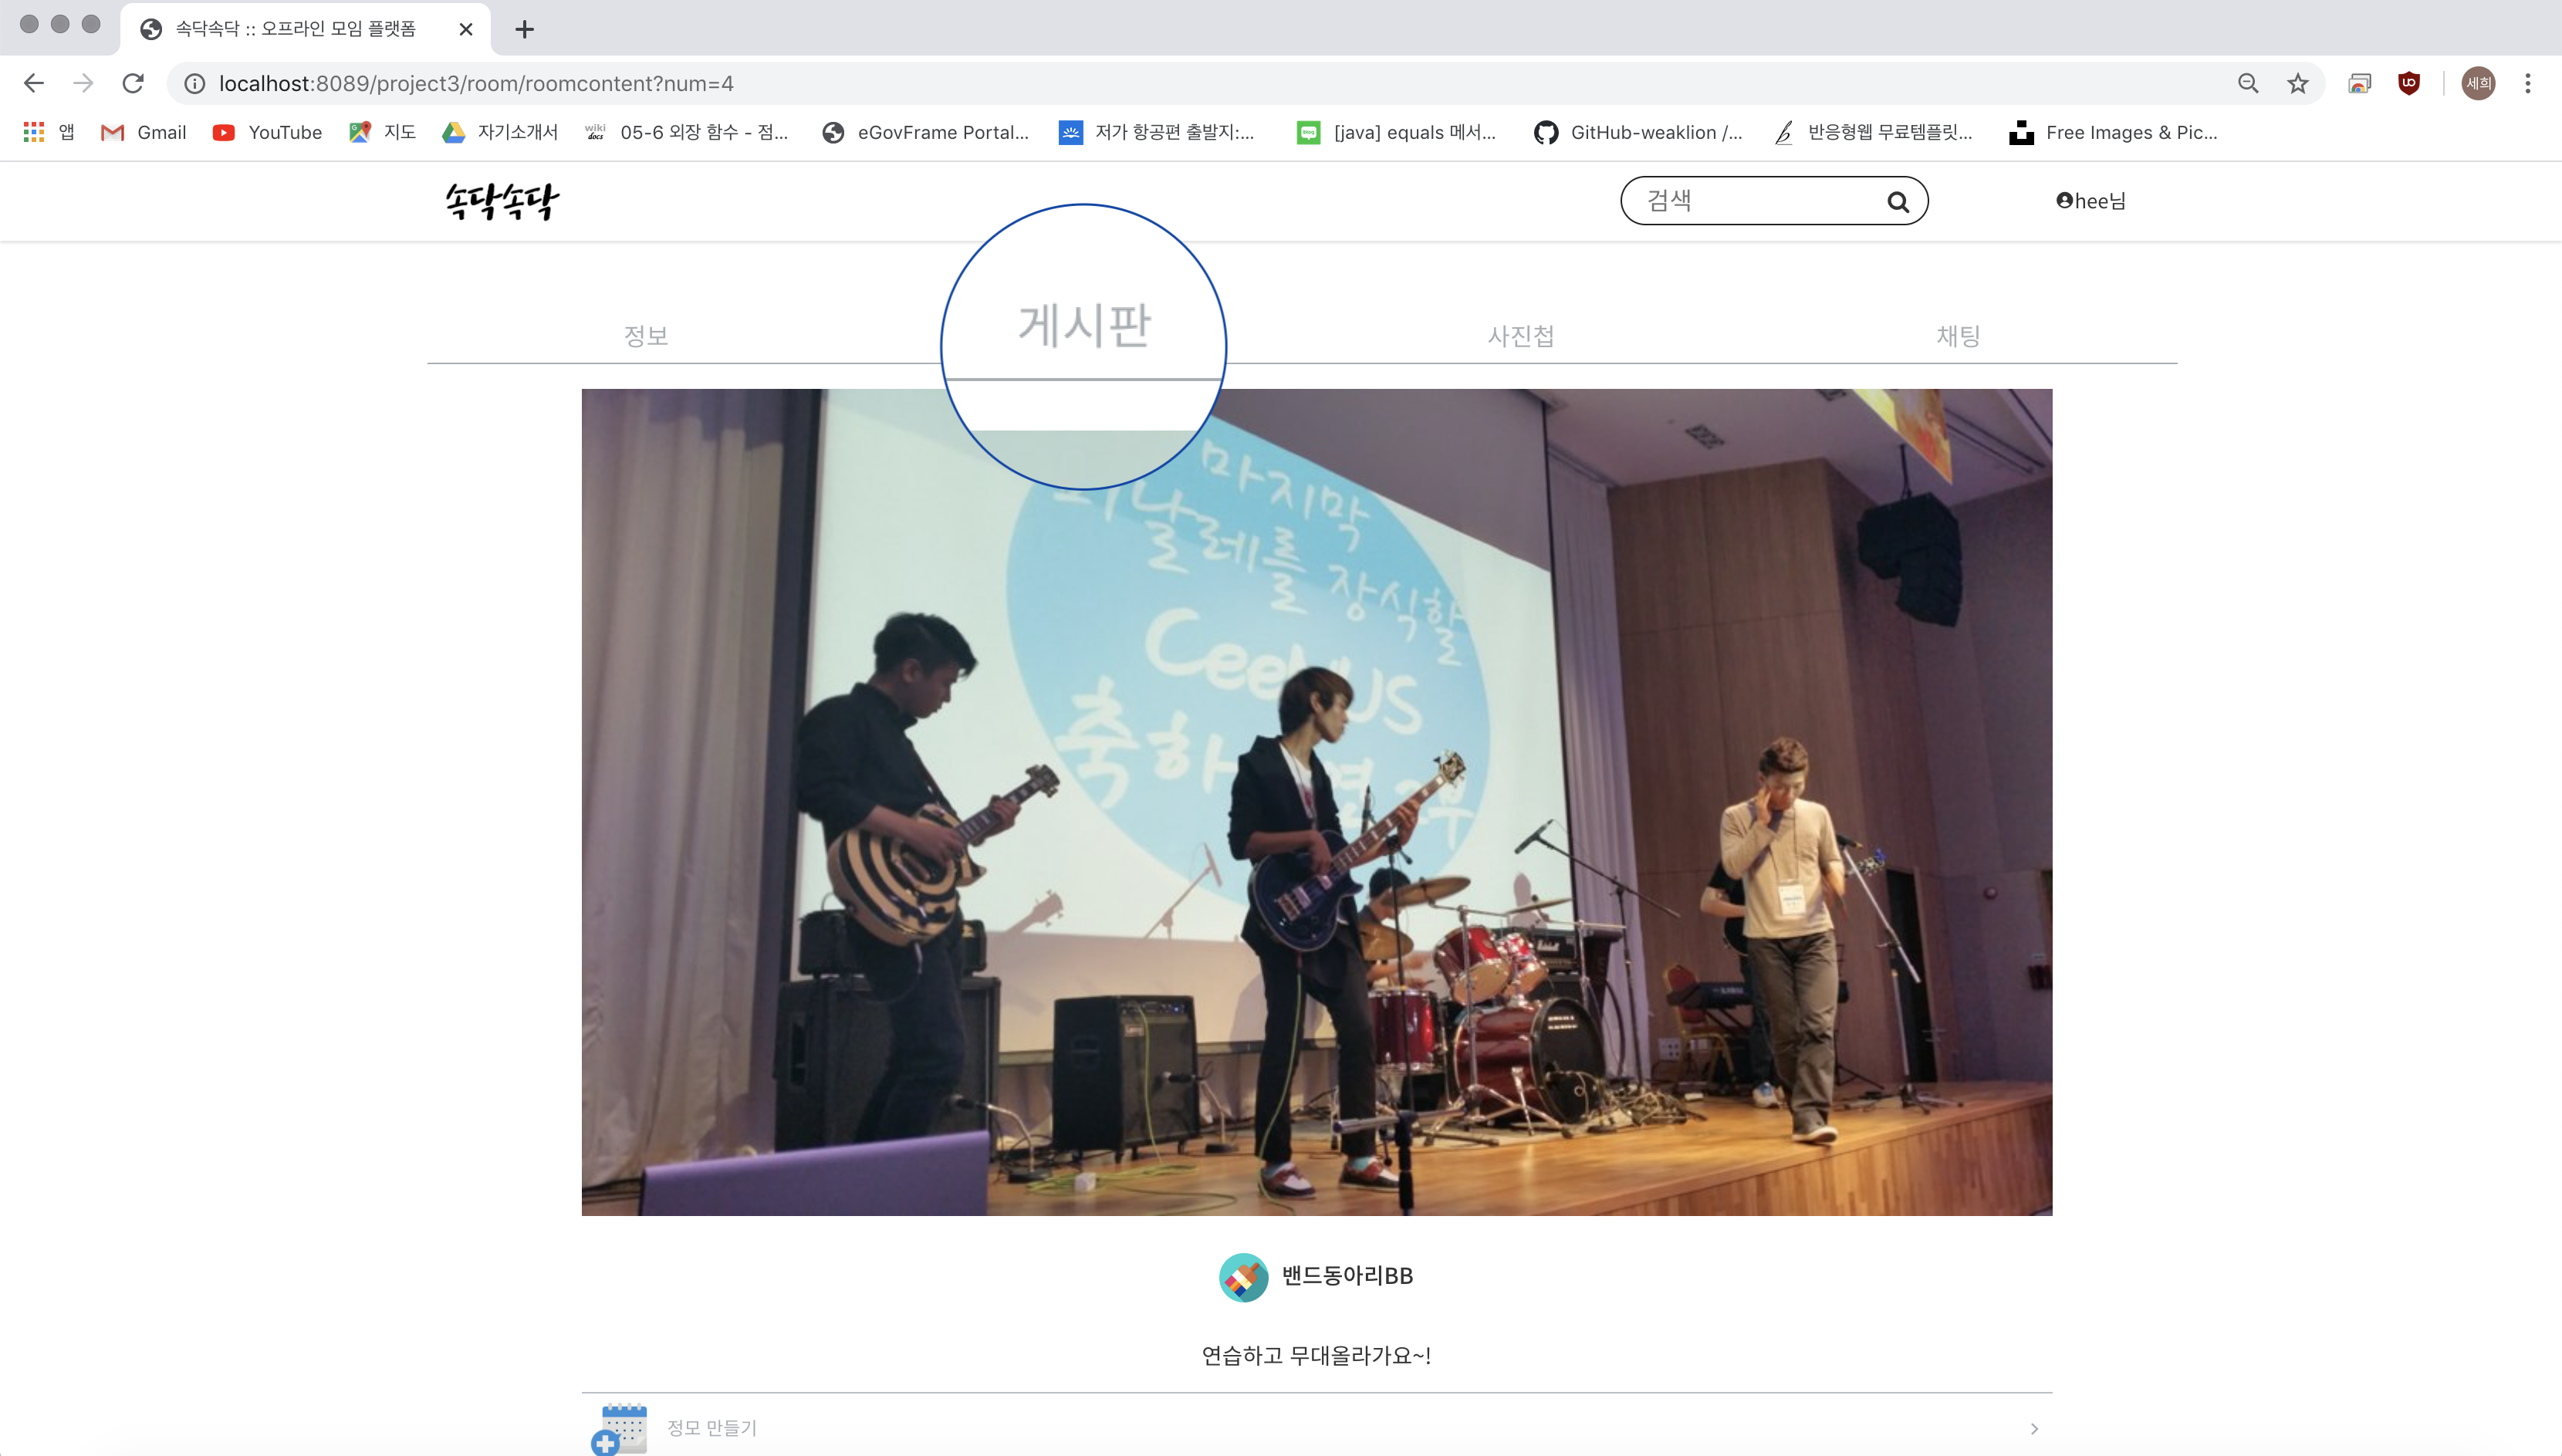 속닥속닥 :: 오프라인 모임 플랫폼
localhost:8089/project3/room/roomcontent?num=4
세희
앱 Gmail YouTube 지도 자기소개서 wiki docs 05-6 외장 함수 - 점... eGovFrame Portal... 저가 항공편 출발지:... blog [java] equals 메서... GitHub-weaklion /... 반응형웹 무료템플릿... Free Images & Pic...
속닥속닥 검색 hee님
정보 게시판 사진첩 채팅
마지막
피날레를 장식할
축하
밴드동아리BB
연습하고 무대올라가요~!
정모 만들기